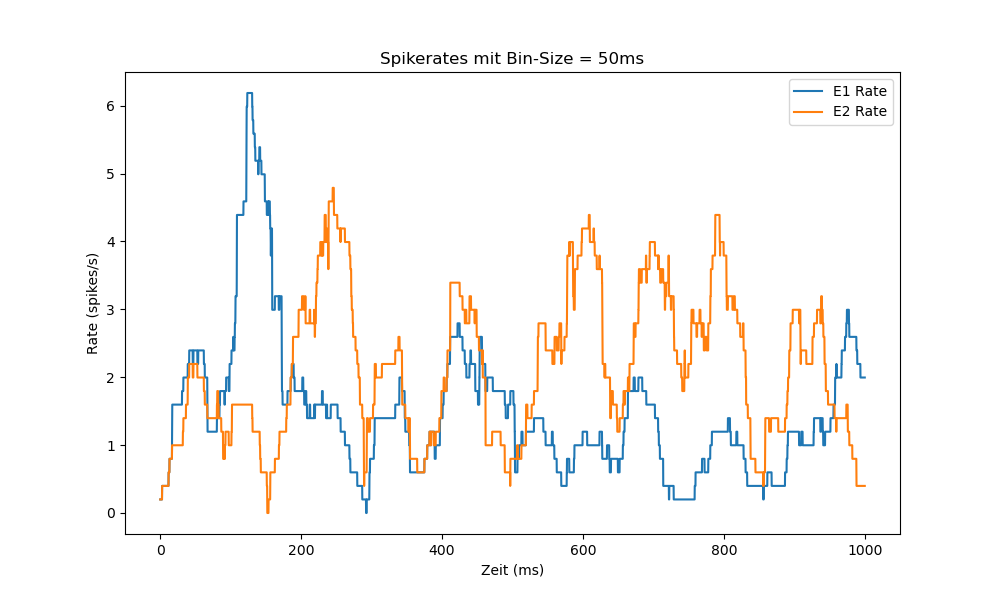 Spikerates mit Bin-Size = 50ms
E1 Rate
E2 Rate
Rate (spikes/s)
6
5
4
3
2
1
0
0 200 400 600 800 1000
Zeit (ms)